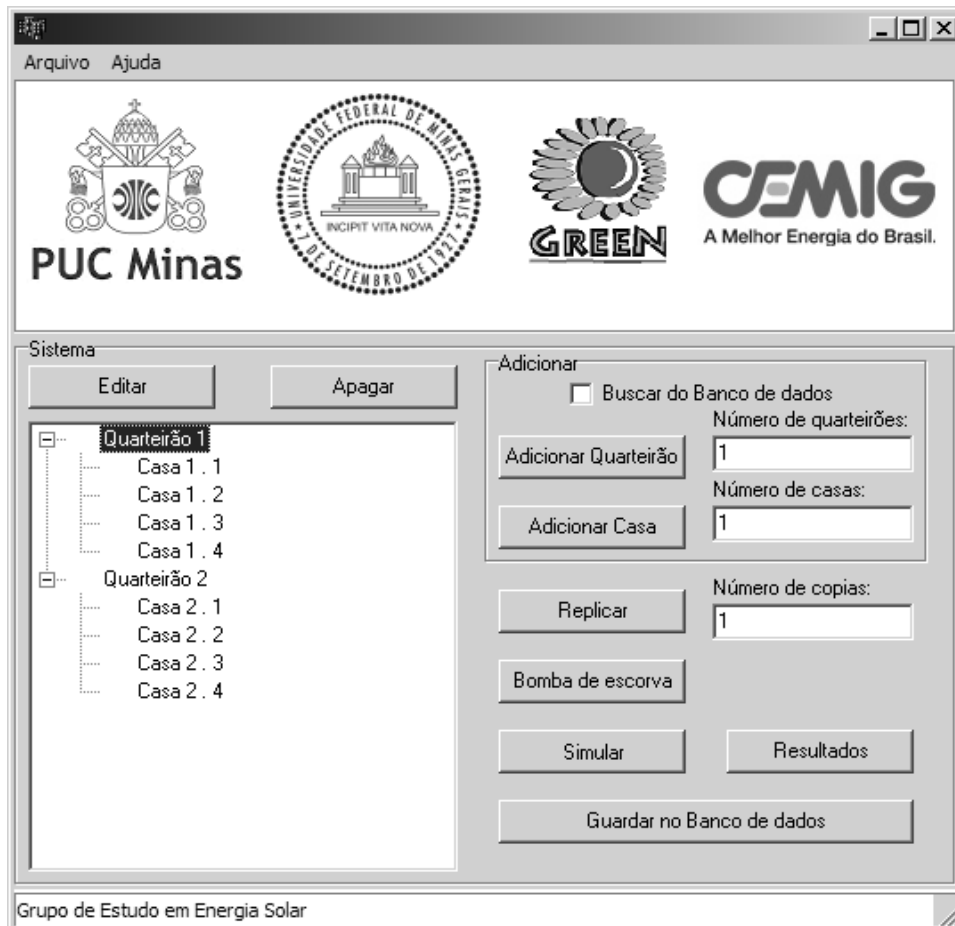 Arquivo Ajuda
PUC Minas
UNIVERSIDADE FEDERAL DE MINAS GERAIS
INCIPIT VITA NOVA
7 DE SETEMBRO DE 1927
GREEN
CEMIG
A Melhor Energia do Brasil.
Sistema
Editar Apagar
Quarteirão 1
Casa 1 . 1
Casa 1 . 2
Casa 1 . 3
Casa 1 . 4
Quarteirão 2
Casa 2 . 1
Casa 2 . 2
Casa 2 . 3
Casa 2 . 4
Adicionar
Buscar do Banco de dados
Número de quarteirões:
Adicionar Quarteirão 1
Número de casas:
Adicionar Casa 1
Número de copias:
Replicar 1
Bomba de escorva
Simular Resultados
Guardar no Banco de dados
Grupo de Estudo em Energia Solar